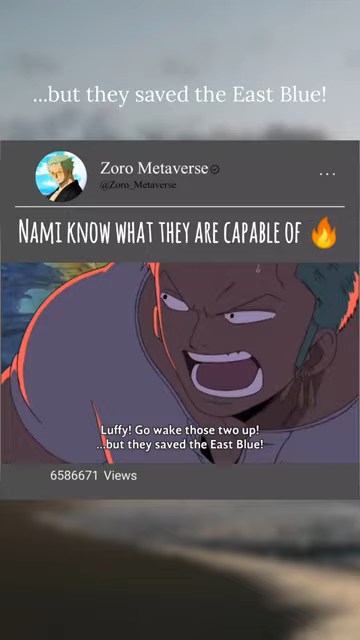 ...but they saved the East Blue!
Zoro Metaverse
@Zoro_Metaverse
...
NAMI KNOW WHAT THEY ARE CAPABLE OF 🔥
Luffy! Go wake those two up!
...but they saved the East Blue!
6586671 Views